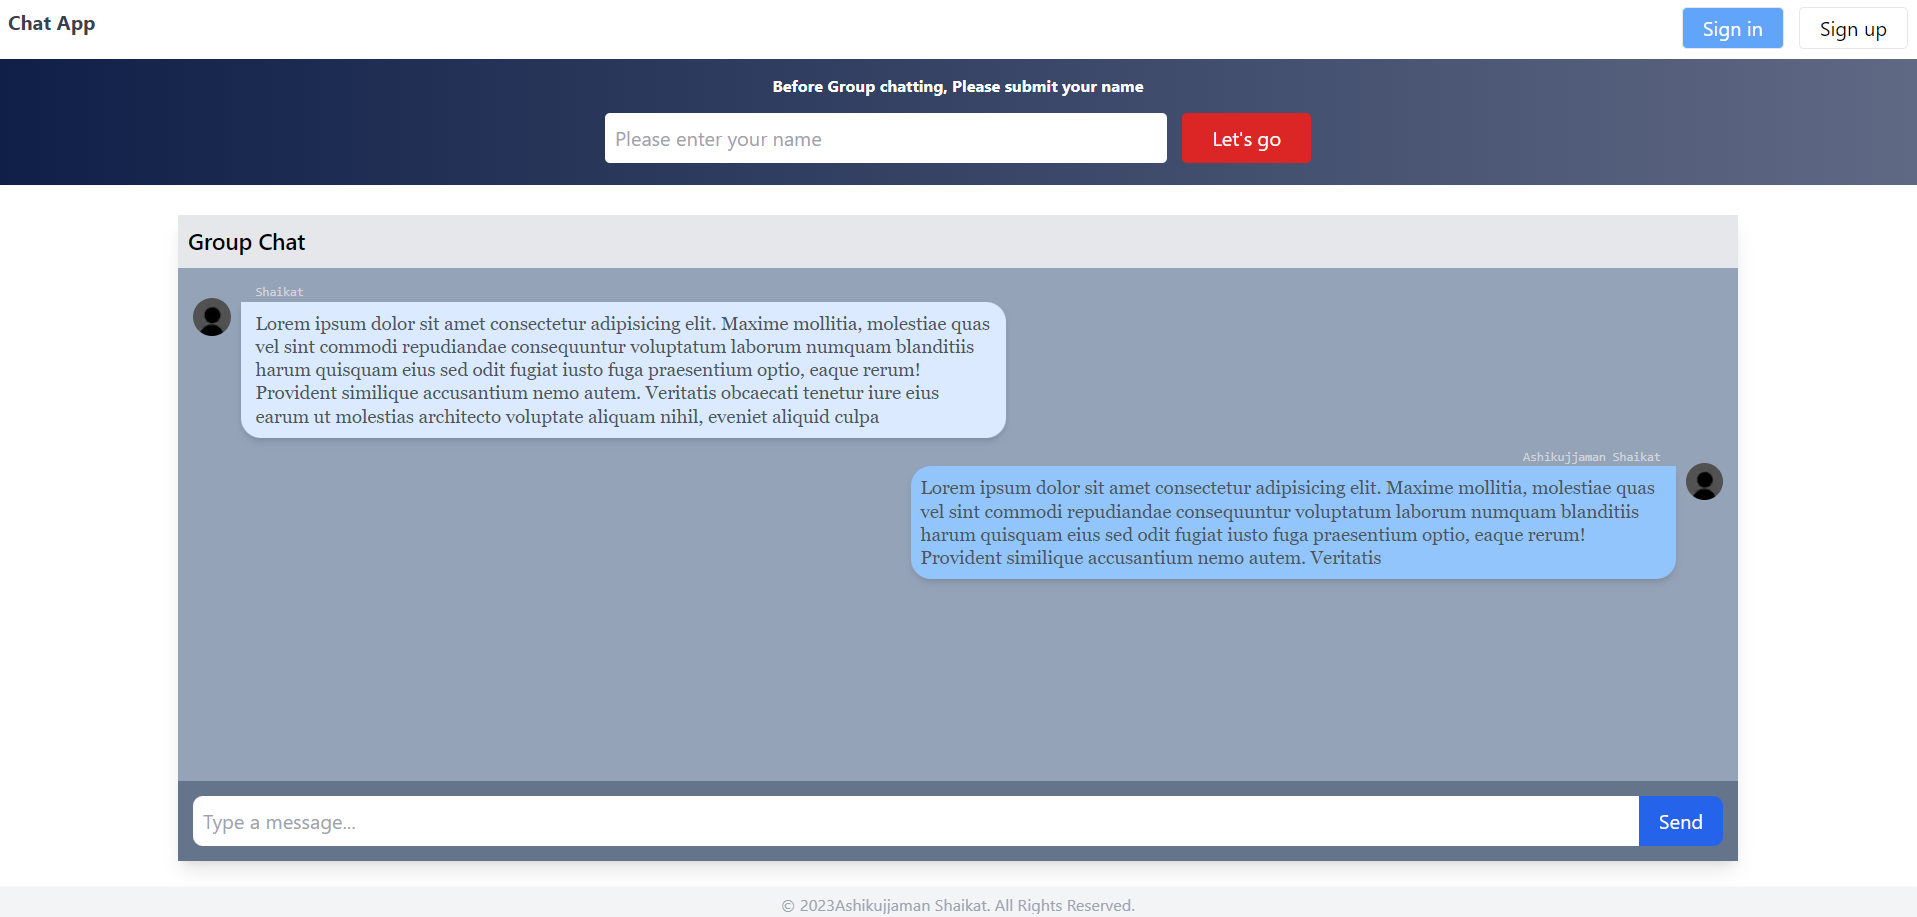 Chat App
Sign in
Sign up
Before Group chatting, Please submit your name
Please enter your name
Let's go
Group Chat
Shaikat
Lorem ipsum dolor sit amet consectetur adipisicing elit. Maxime mollitia, molestiae quas
vel sint commodi repudiandae consequuntur voluptatum laborum numquam blanditiis
harum quisquam eius sed odit fugiat iusto fuga praesentium optio, eaque rerum!
Provident similique accusantium nemo autem. Veritatis obcaecati tenetur iure eius
earum ut molestias architecto voluptate aliquam nihil, eveniet aliquid culpa
Ashikujjaman Shaikat
Lorem ipsum dolor sit amet consectetur adipisicing elit. Maxime mollitia, molestiae quas
vel sint commodi repudiandae consequuntur voluptatum laborum numquam blanditiis
harum quisquam eius sed odit fugiat iusto fuga praesentium optio, eaque rerum!
Provident similique accusantium nemo autem. Veritatis
Type a message...
Send
© 2023Ashikujjaman Shaikat. All Rights Reserved.